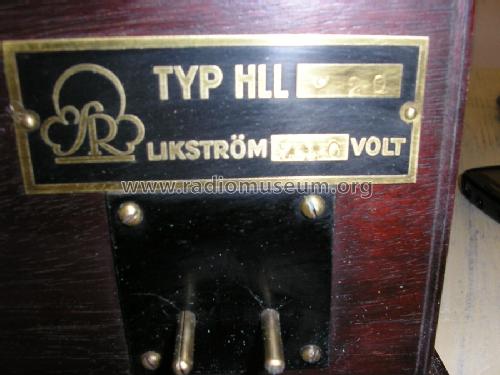 TYP HLL
SR LIKSTRÖM VOLT
www.radiomuseum.org